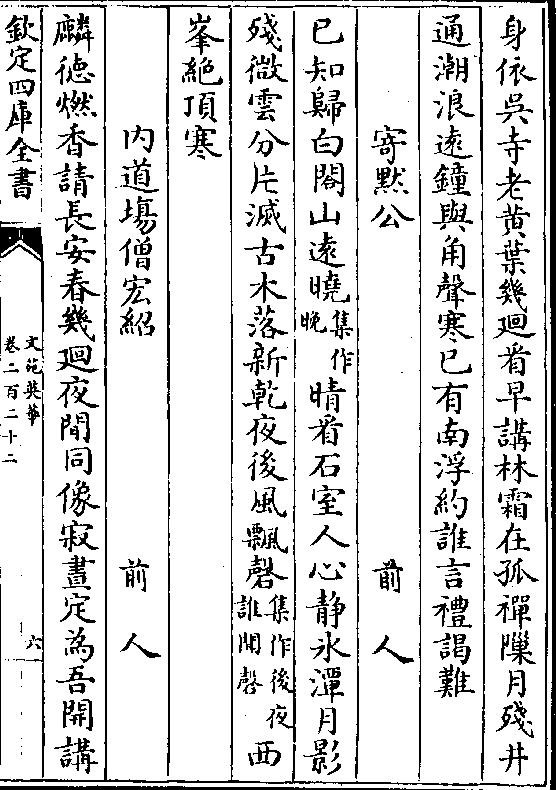 身依吳寺老黄葉幾廻看早講林霜在孤禪隟月殘井
通潮浪遠鐘與角聲寒已有南浮約誰言禮謁難
寄黙公　前人
已知歸白閣山遠曉集作晚晴看石室人心静氷潭月影
殘微雲分片滅古木落新乾夜後風飄磬集作後夜誰聞磬西
峯絶頂寒
内道塲僧宏紹　前人
麟徳燃香請長安春幾廻夜閒同像寂晝定為吾開講
欽定四庫全書
文苑英華
卷二百二十二
六